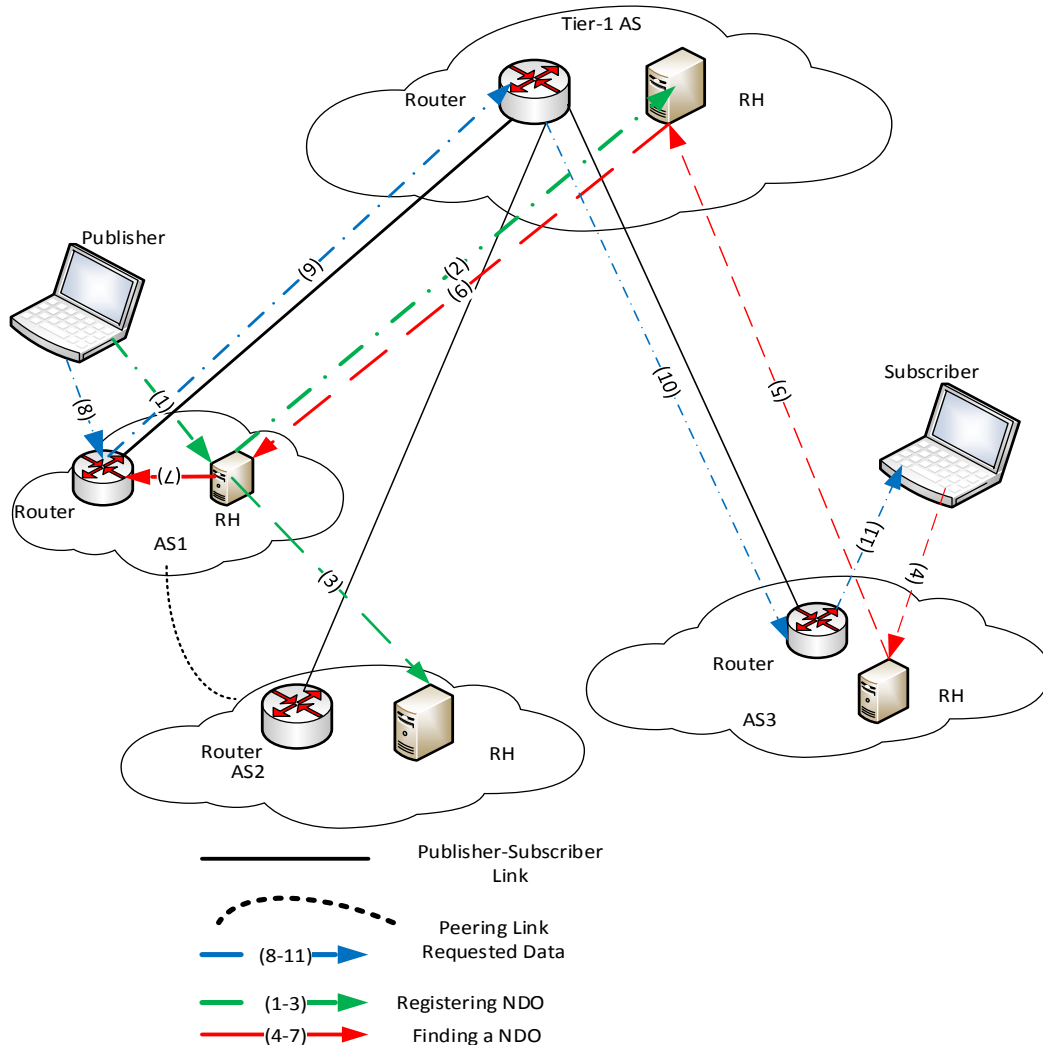 Tier-1 AS
Router
RH
Publisher
(9)
(2)
(6)
(10)
(5)
Subscriber
(8)
(1)
(7)
Router
RH
AS1
(3)
(11)
(4)
Router
RH
AS3
Router
AS2
RH
Publisher-Subscriber
Link
Peering Link
Requested Data
(8-11)
(1-3)
Registering NDO
(4-7)
Finding a NDO